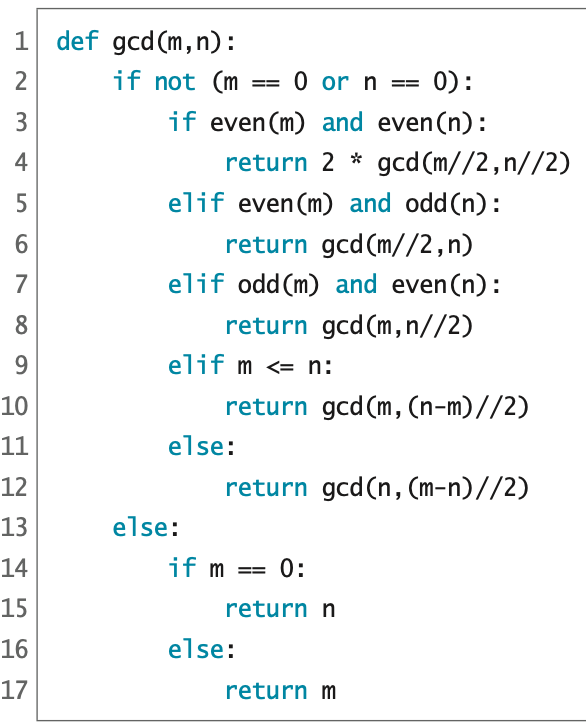 1 def gcd(m,n):
2     if not (m == 0 or n == 0):
3         if even(m) and even(n):
4             return 2 * gcd(m//2,n//2)
5         elif even(m) and odd(n):
6             return gcd(m//2,n)
7         elif odd(m) and even(n):
8             return gcd(m,n//2)
9         elif m <= n:
10             return gcd(m,(n-m)//2)
11         else:
12             return gcd(n,(m-n)//2)
13     else:
14         if m == 0:
15             return n
16         else:
17             return m